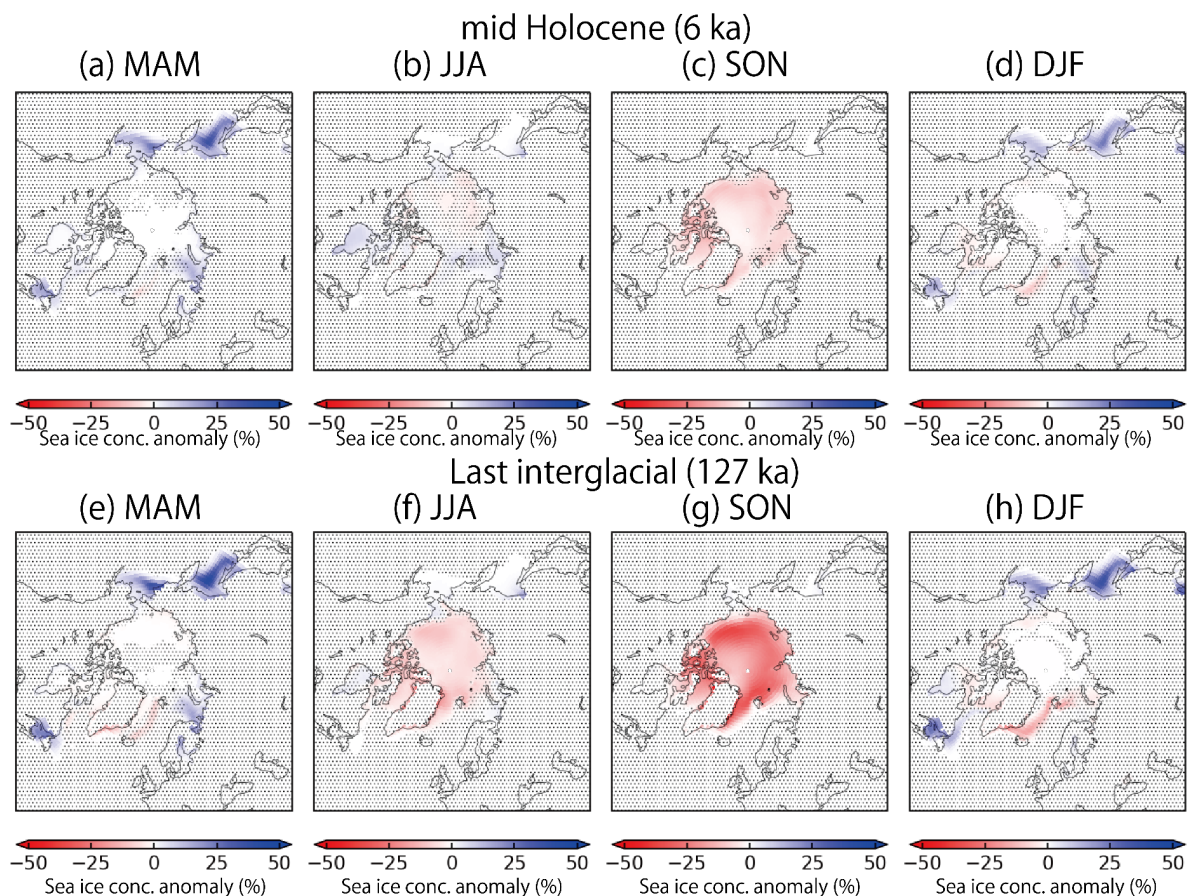 mid Holocene (6 ka)
(a) MAM (b) JJA (c) SON (d) DJF
−50 −25 0 25 50 −50 −25 0 25 50 −50 −25 0 25 50 −50 −25 0 25 50
Sea ice conc. anomaly (%) Sea ice conc. anomaly (%) Sea ice conc. anomaly (%) Sea ice conc. anomaly (%)
Last interglacial (127 ka)
(e) MAM (f) JJA (g) SON (h) DJF
−50 −25 0 25 50 −50 −25 0 25 50 −50 −25 0 25 50 −50 −25 0 25 50
Sea ice conc. anomaly (%) Sea ice conc. anomaly (%) Sea ice conc. anomaly (%) Sea ice conc. anomaly (%)